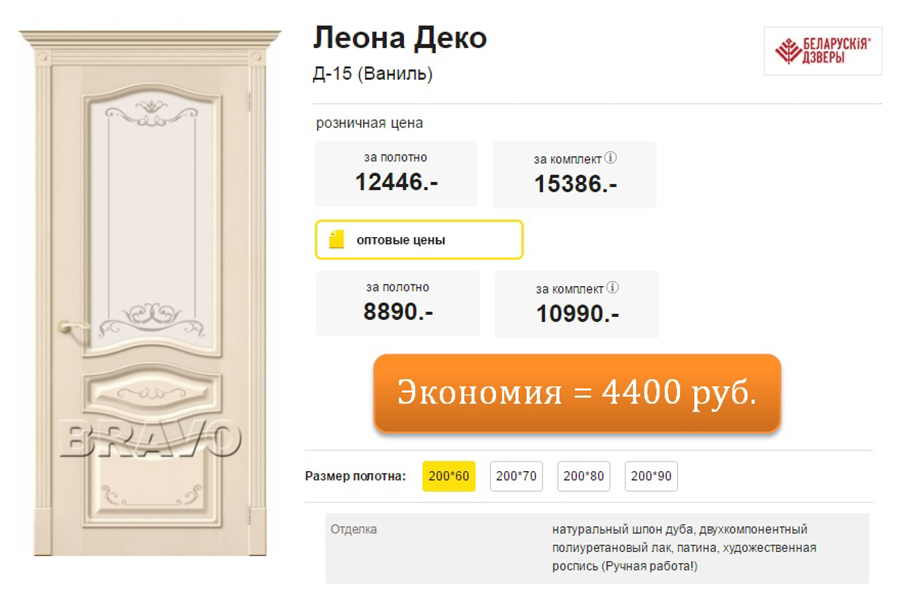 Леона Деко
Д-15 (Ваниль)
БЕЛАРУСКІЯ®
ДЗВЕРЫ
розничная цена
за полотно
12446.-
за комплект
15386.-
оптовые цены
за полотно
8890.-
за комплект
10990.-
Экономия = 4400 руб.
BRAVO
Размер полотна: 200*60 200*70 200*80 200*90
Отделка
натуральный шпон дуба, двухкомпонентный
полиуретановый лак, патина, художественная
роспись (Ручная работа!)